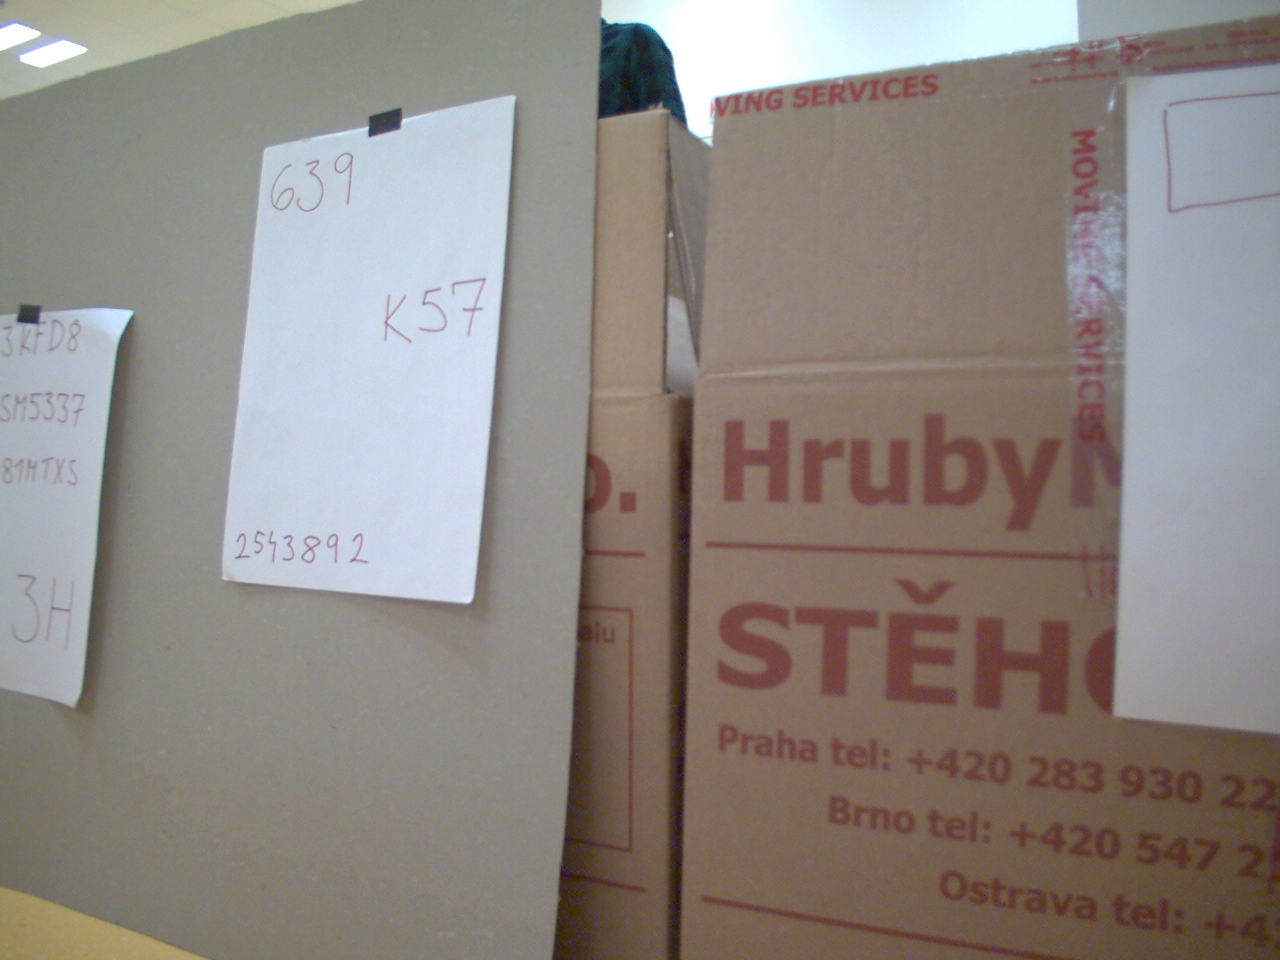 3KFD8
SM5337
81MTXS
3H
639
K57
2543892
VING SERVICES
MOVING SERVICES
HrubyM
STĚHO
Praha tel: +420 283 930 22
Brno tel: +420 547 2
Ostrava tel: +4
o.
alu